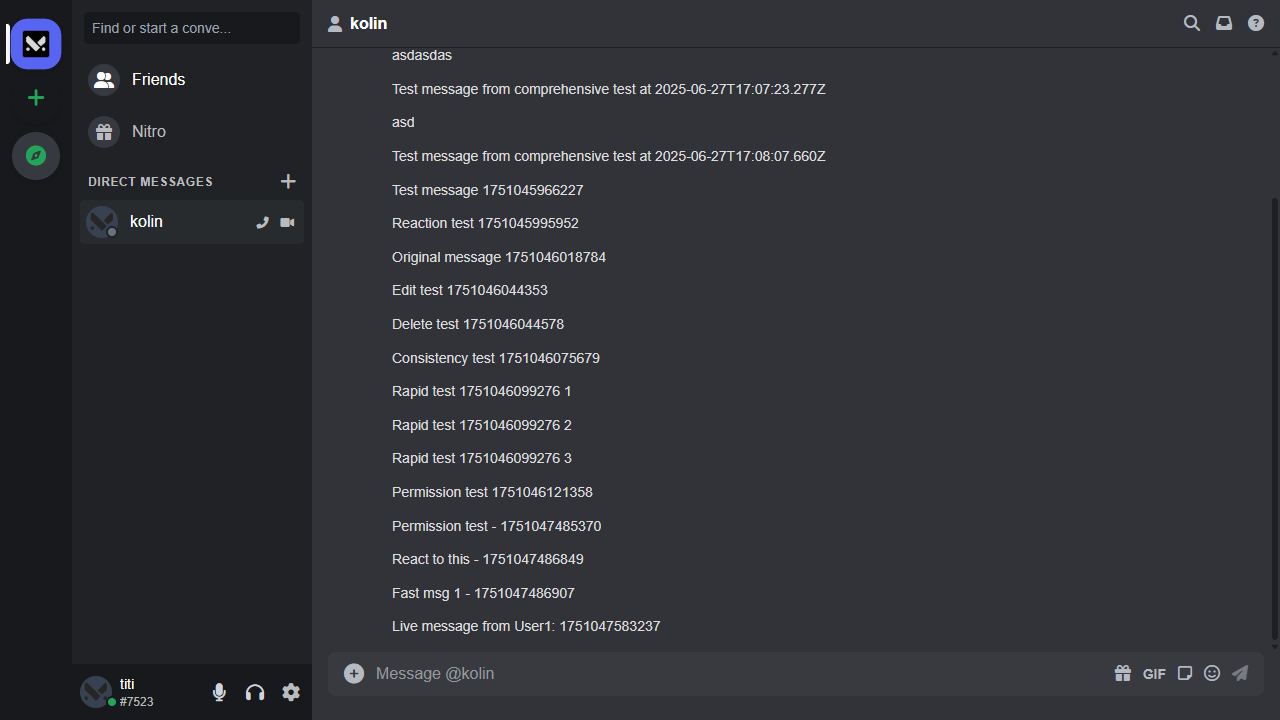 Find or start a conve...
Friends
Nitro
DIRECT MESSAGES
kolin
titi
#7523
kolin
asdasdas
Test message from comprehensive test at 2025-06-27T17:07:23.277Z
asd
Test message from comprehensive test at 2025-06-27T17:08:07.660Z
Test message 1751045966227
Reaction test 1751045995952
Original message 1751046018784
Edit test 1751046044353
Delete test 1751046044578
Consistency test 1751046075679
Rapid test 1751046099276 1
Rapid test 1751046099276 2
Rapid test 1751046099276 3
Permission test 1751046121358
Permission test - 1751047485370
React to this - 1751047486849
Fast msg 1 - 1751047486907
Live message from User1: 1751047583237
Message @kolin
GIF